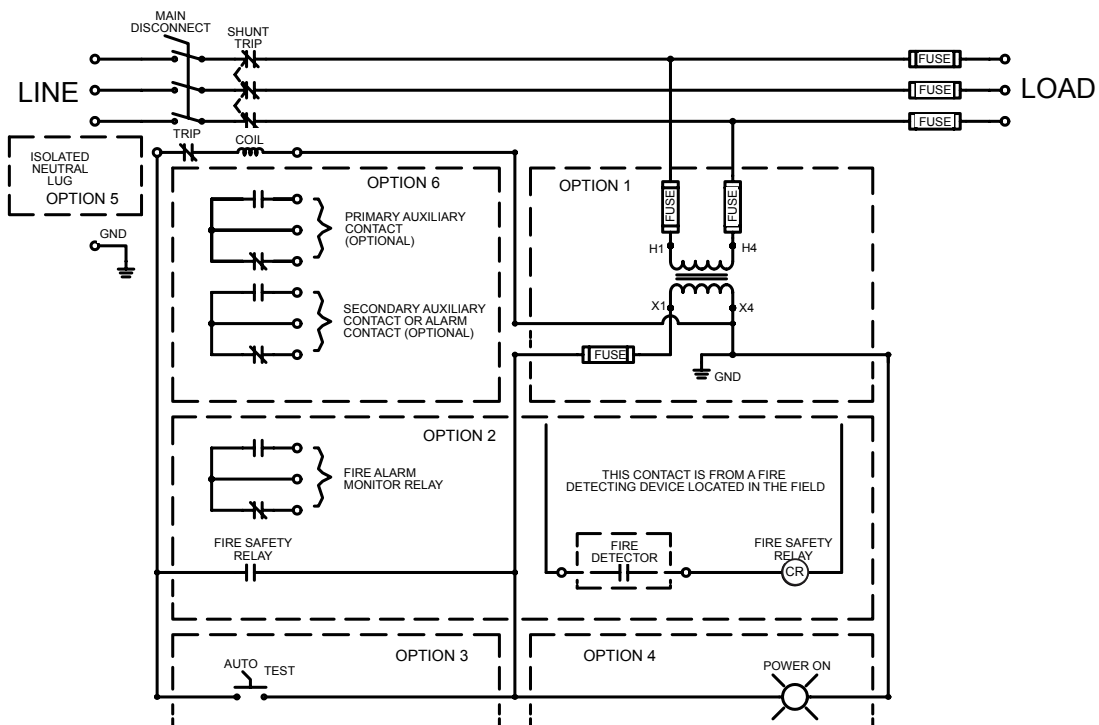 MAIN
DISCONNECT
SHUNT
TRIP
FUSE
LINE
FUSE
LOAD
FUSE
TRIP
COIL
ISOLATED
NEUTRAL
LUG
OPTION 5
GND
OPTION 6
PRIMARY AUXILIARY
CONTACT
(OPTIONAL)
SECONDARY AUXILIARY
CONTACT OR ALARM
CONTACT (OPTIONAL)
OPTION 1
FUSE
FUSE
H1
H4
X1
X4
FUSE
GND
OPTION 2
FIRE ALARM
MONITOR RELAY
THIS CONTACT IS FROM A FIRE
DETECTING DEVICE LOCATED IN THE FIELD
FIRE SAFETY
RELAY
FIRE
DETECTOR
FIRE SAFETY
RELAY
CR
OPTION 3
AUTO
TEST
OPTION 4
POWER ON